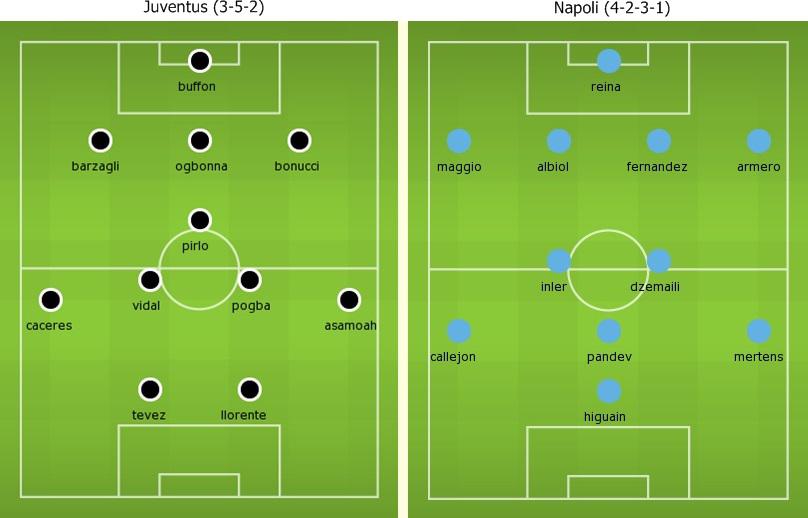 Juventus (3-5-2)
buffon
barzagli ogbonna bonucci
pirlo
vidal pogba
caceres asamoah
tevez llorente
Napoli (4-2-3-1)
reina
maggio albiol fernandez armero
inler dzemaili
callejon pandev mertens
higuain